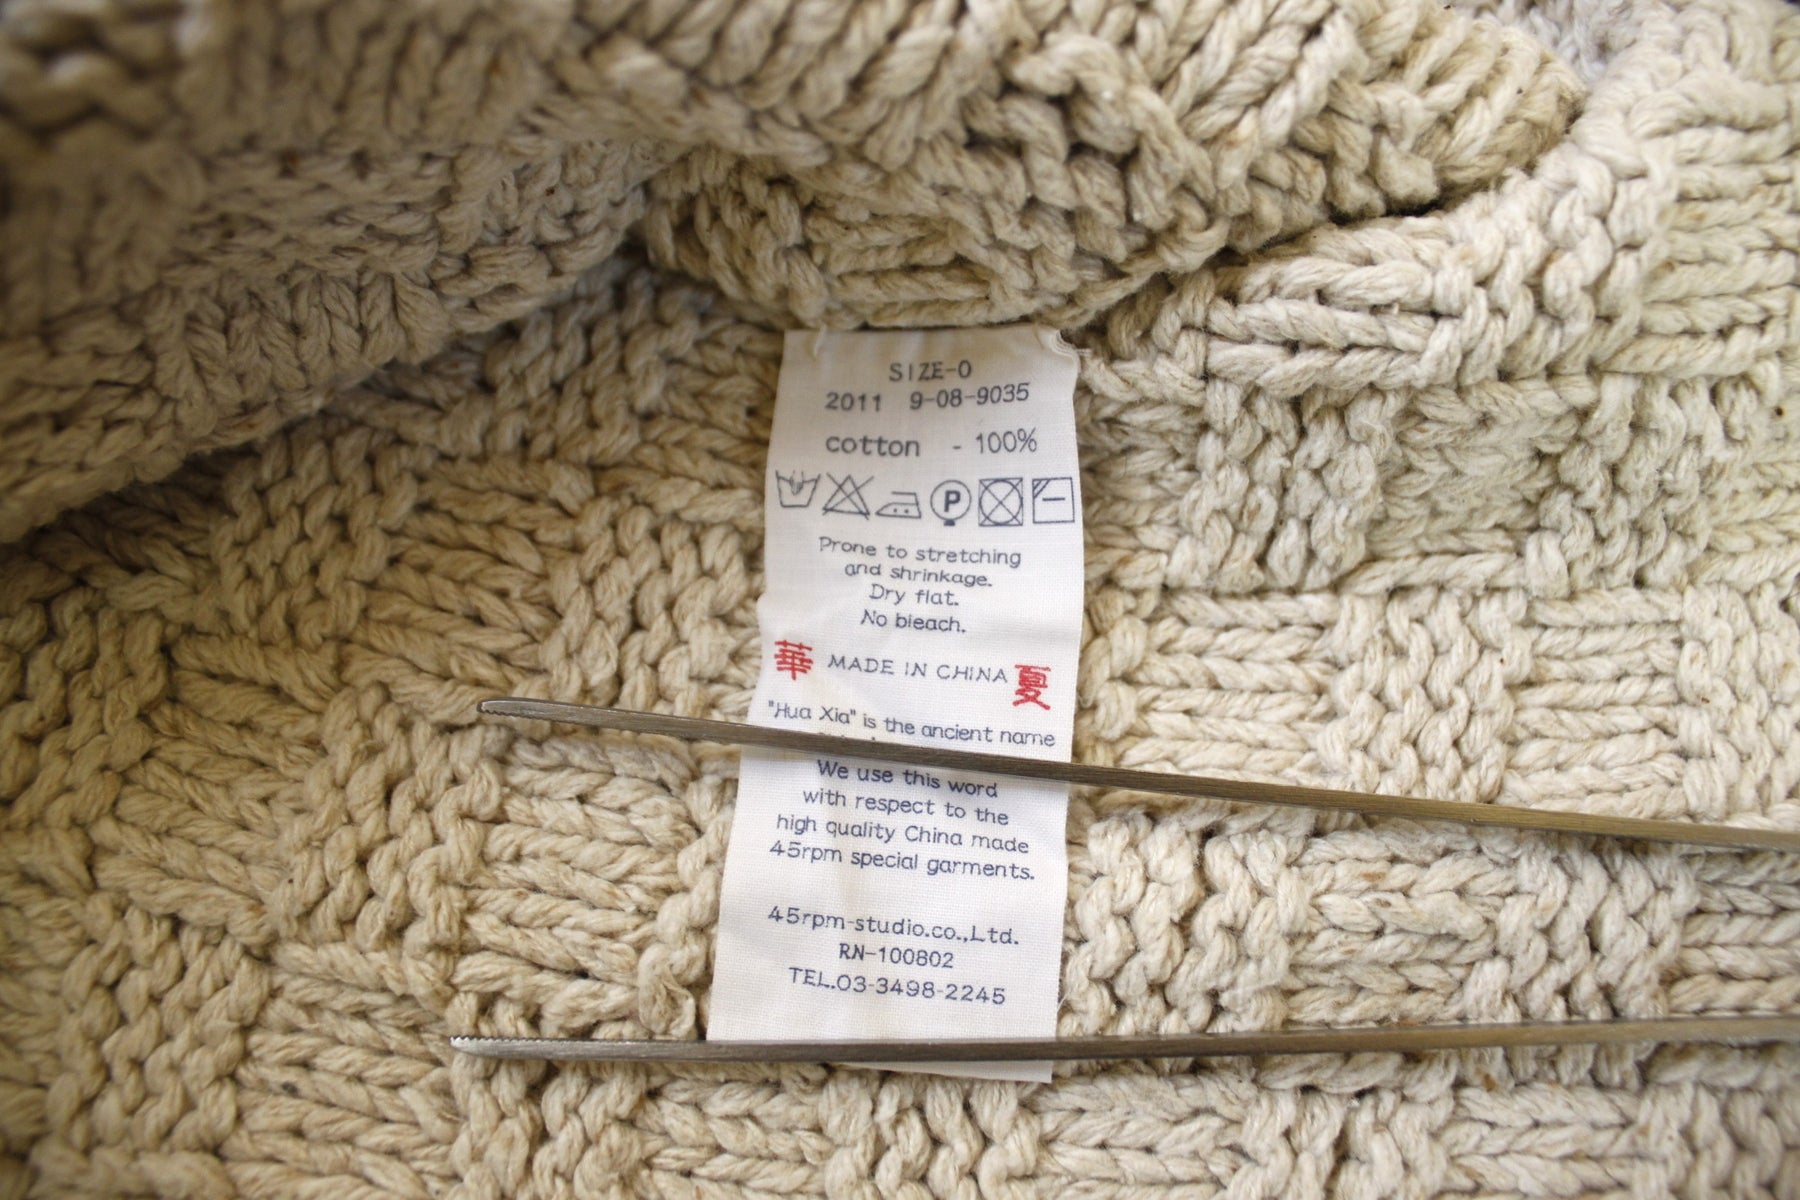 SIZE-0
2011 9-08-9035
cotton - 100%
P
Prone to stretching
and shrinkage.
Dry flat.
No bleach.
華 MADE IN CHINA 夏
"Hua Xia" is the ancient name
We use this word
with respect to the
high quality China made
45rpm special garments.
45rpm-studio.co.,Ltd.
RN-100802
TEL.03-3498-2245